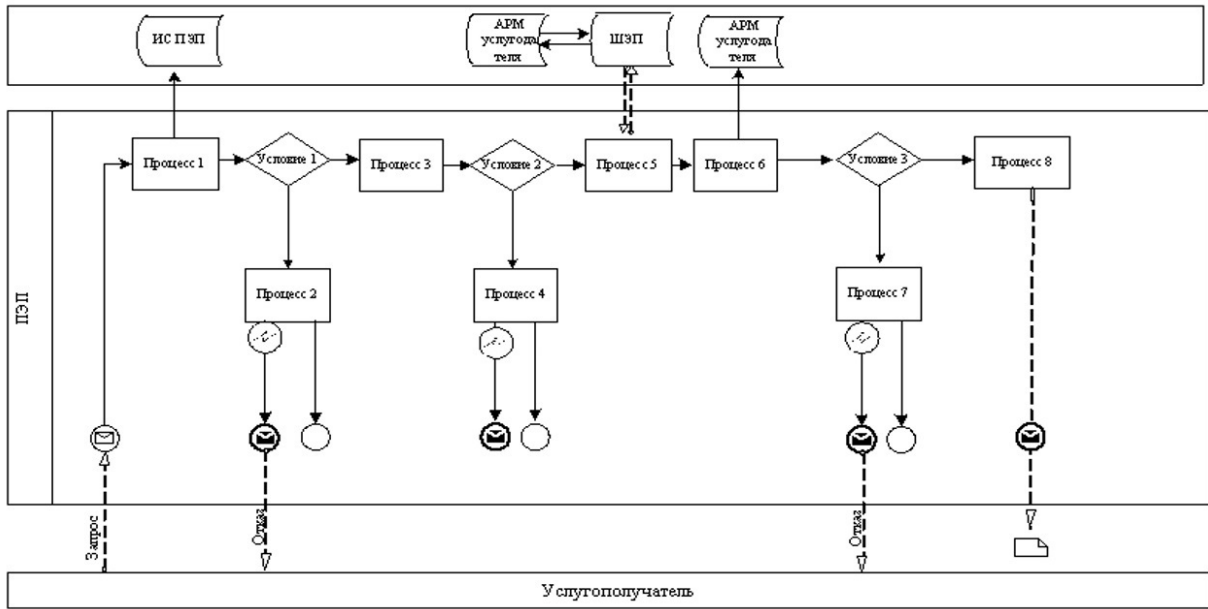 ИС ПЭП
АРМ
услугода
теля
ШЭП
АРМ
услугода
теля
ПЭП
Процесс 1
Условие 1
Процесс 3
Условие 2
Процесс 5
Процесс 6
Условие 3
Процесс 8
Процесс 2
Процесс 4
Процесс 7
Запрос
Отказ
Отказ
Услугополучатель